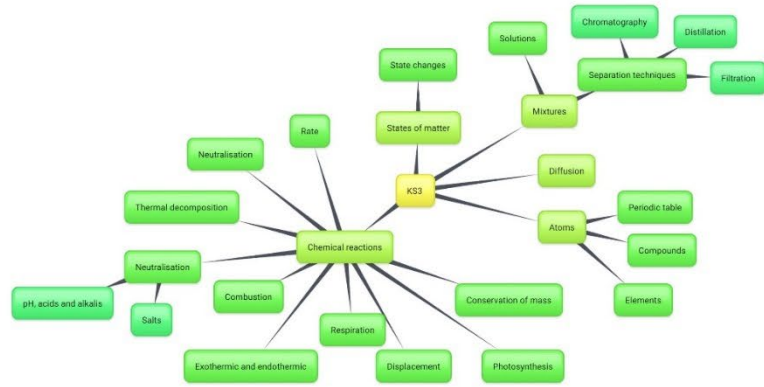 Chromatography
Distillation
Solutions
State changes
Separation techniques
Filtration
Mixtures
States of matter
Rate
Neutralisation
Diffusion
KS3
Thermal decomposition
Periodic table
Atoms
Chemical reactions
Compounds
Neutralisation
Combustion
Conservation of mass
Elements
pH, acids and alkalis
Salts
Respiration
Exothermic and endothermic
Displacement
Photosynthesis